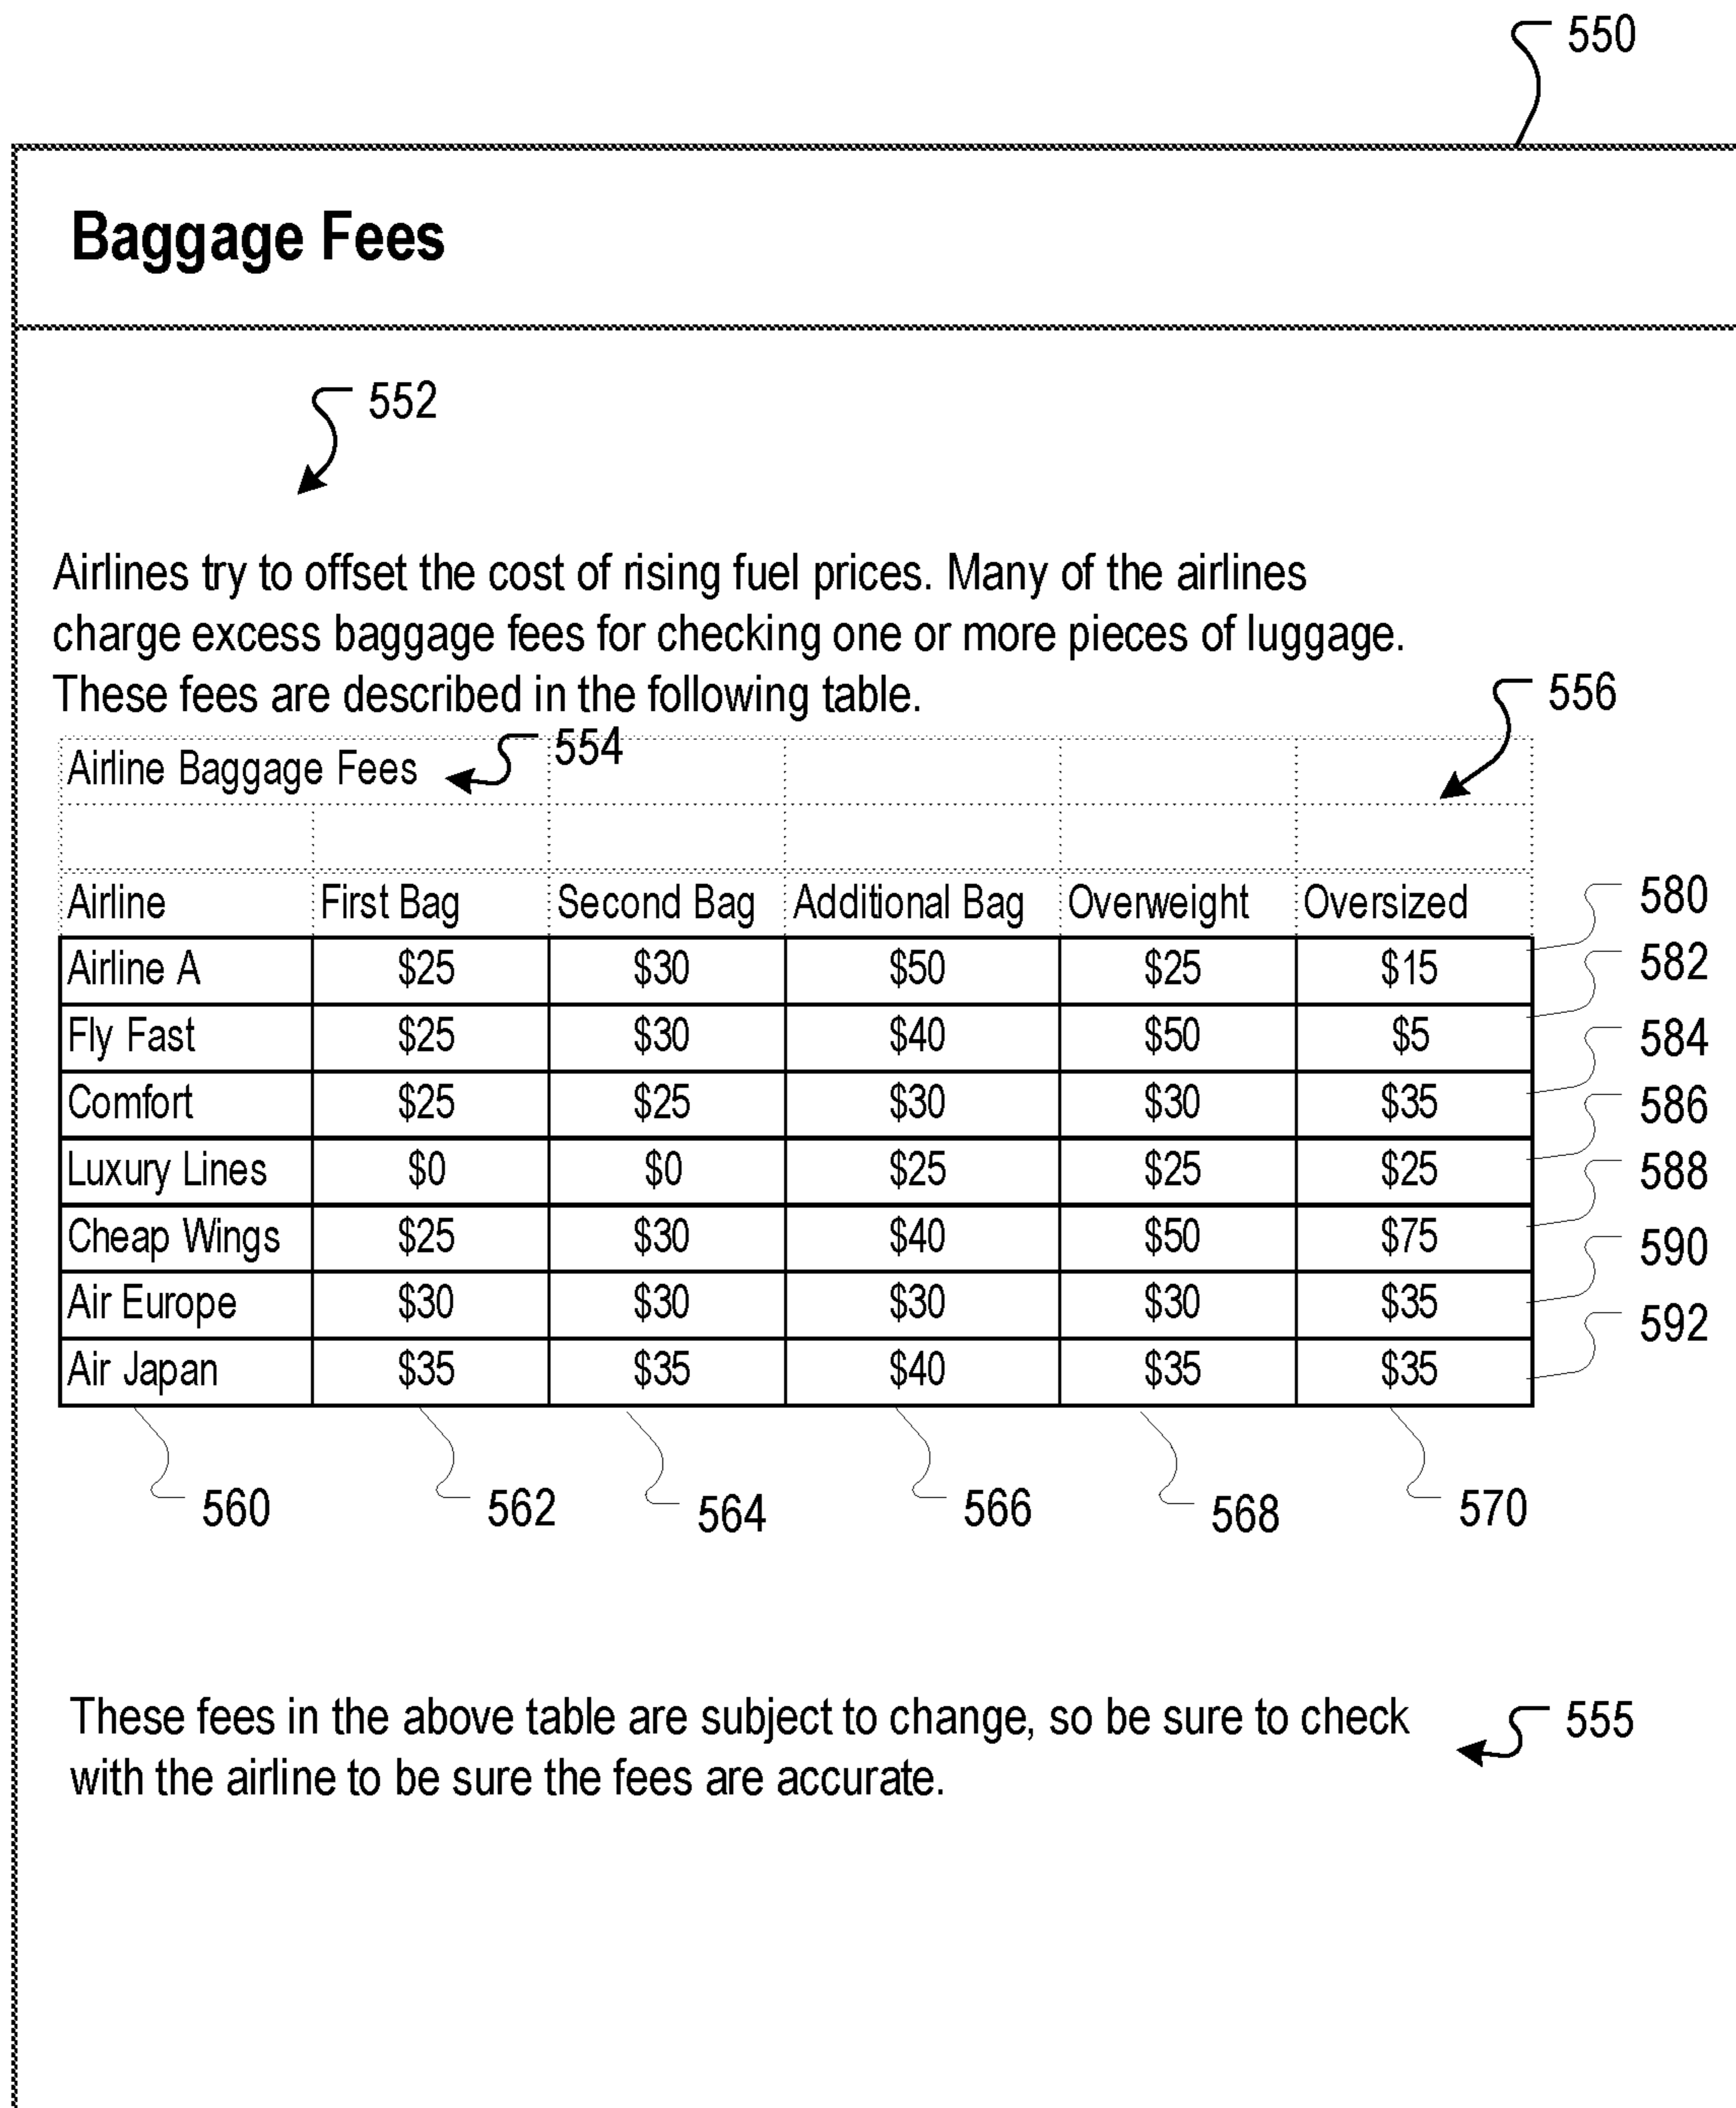 550
Baggage Fees
552
Airlines try to offset the cost of rising fuel prices. Many of the airlines
charge excess baggage fees for checking one or more pieces of luggage.
These fees are described in the following table.
556
Airline Baggage Fees 554
Airline First Bag Second Bag Additional Bag Overweight Oversized 580
Airline A $25 $30 $50 $25 $15 582
Fly Fast $25 $30 $40 $50 $5 584
Comfort $25 $25 $30 $30 $35 586
Luxury Lines $0 $0 $25 $25 $25 588
Cheap Wings $25 $30 $40 $50 $75 590
Air Europe $30 $30 $30 $30 $35 592
Air Japan $35 $35 $40 $35 $35
560 562 564 566 568 570
These fees in the above table are subject to change, so be sure to check 555
with the airline to be sure the fees are accurate.